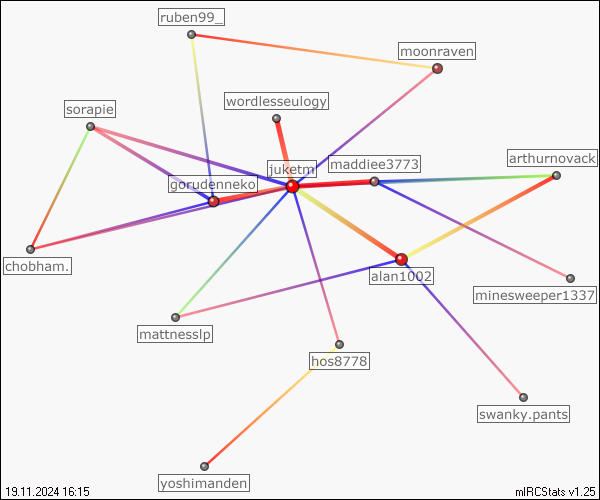 ruben99_
moonraven
wordlesseulogy
sorapie
arthurnovack
maddiee3773
juketm
gorudenneko
chobham.
alan1002
minesweeper1337
mattnesslp
hos8778
swanky.pants
yoshimanden
19.11.2024 16:15
mIRCStats v1.25